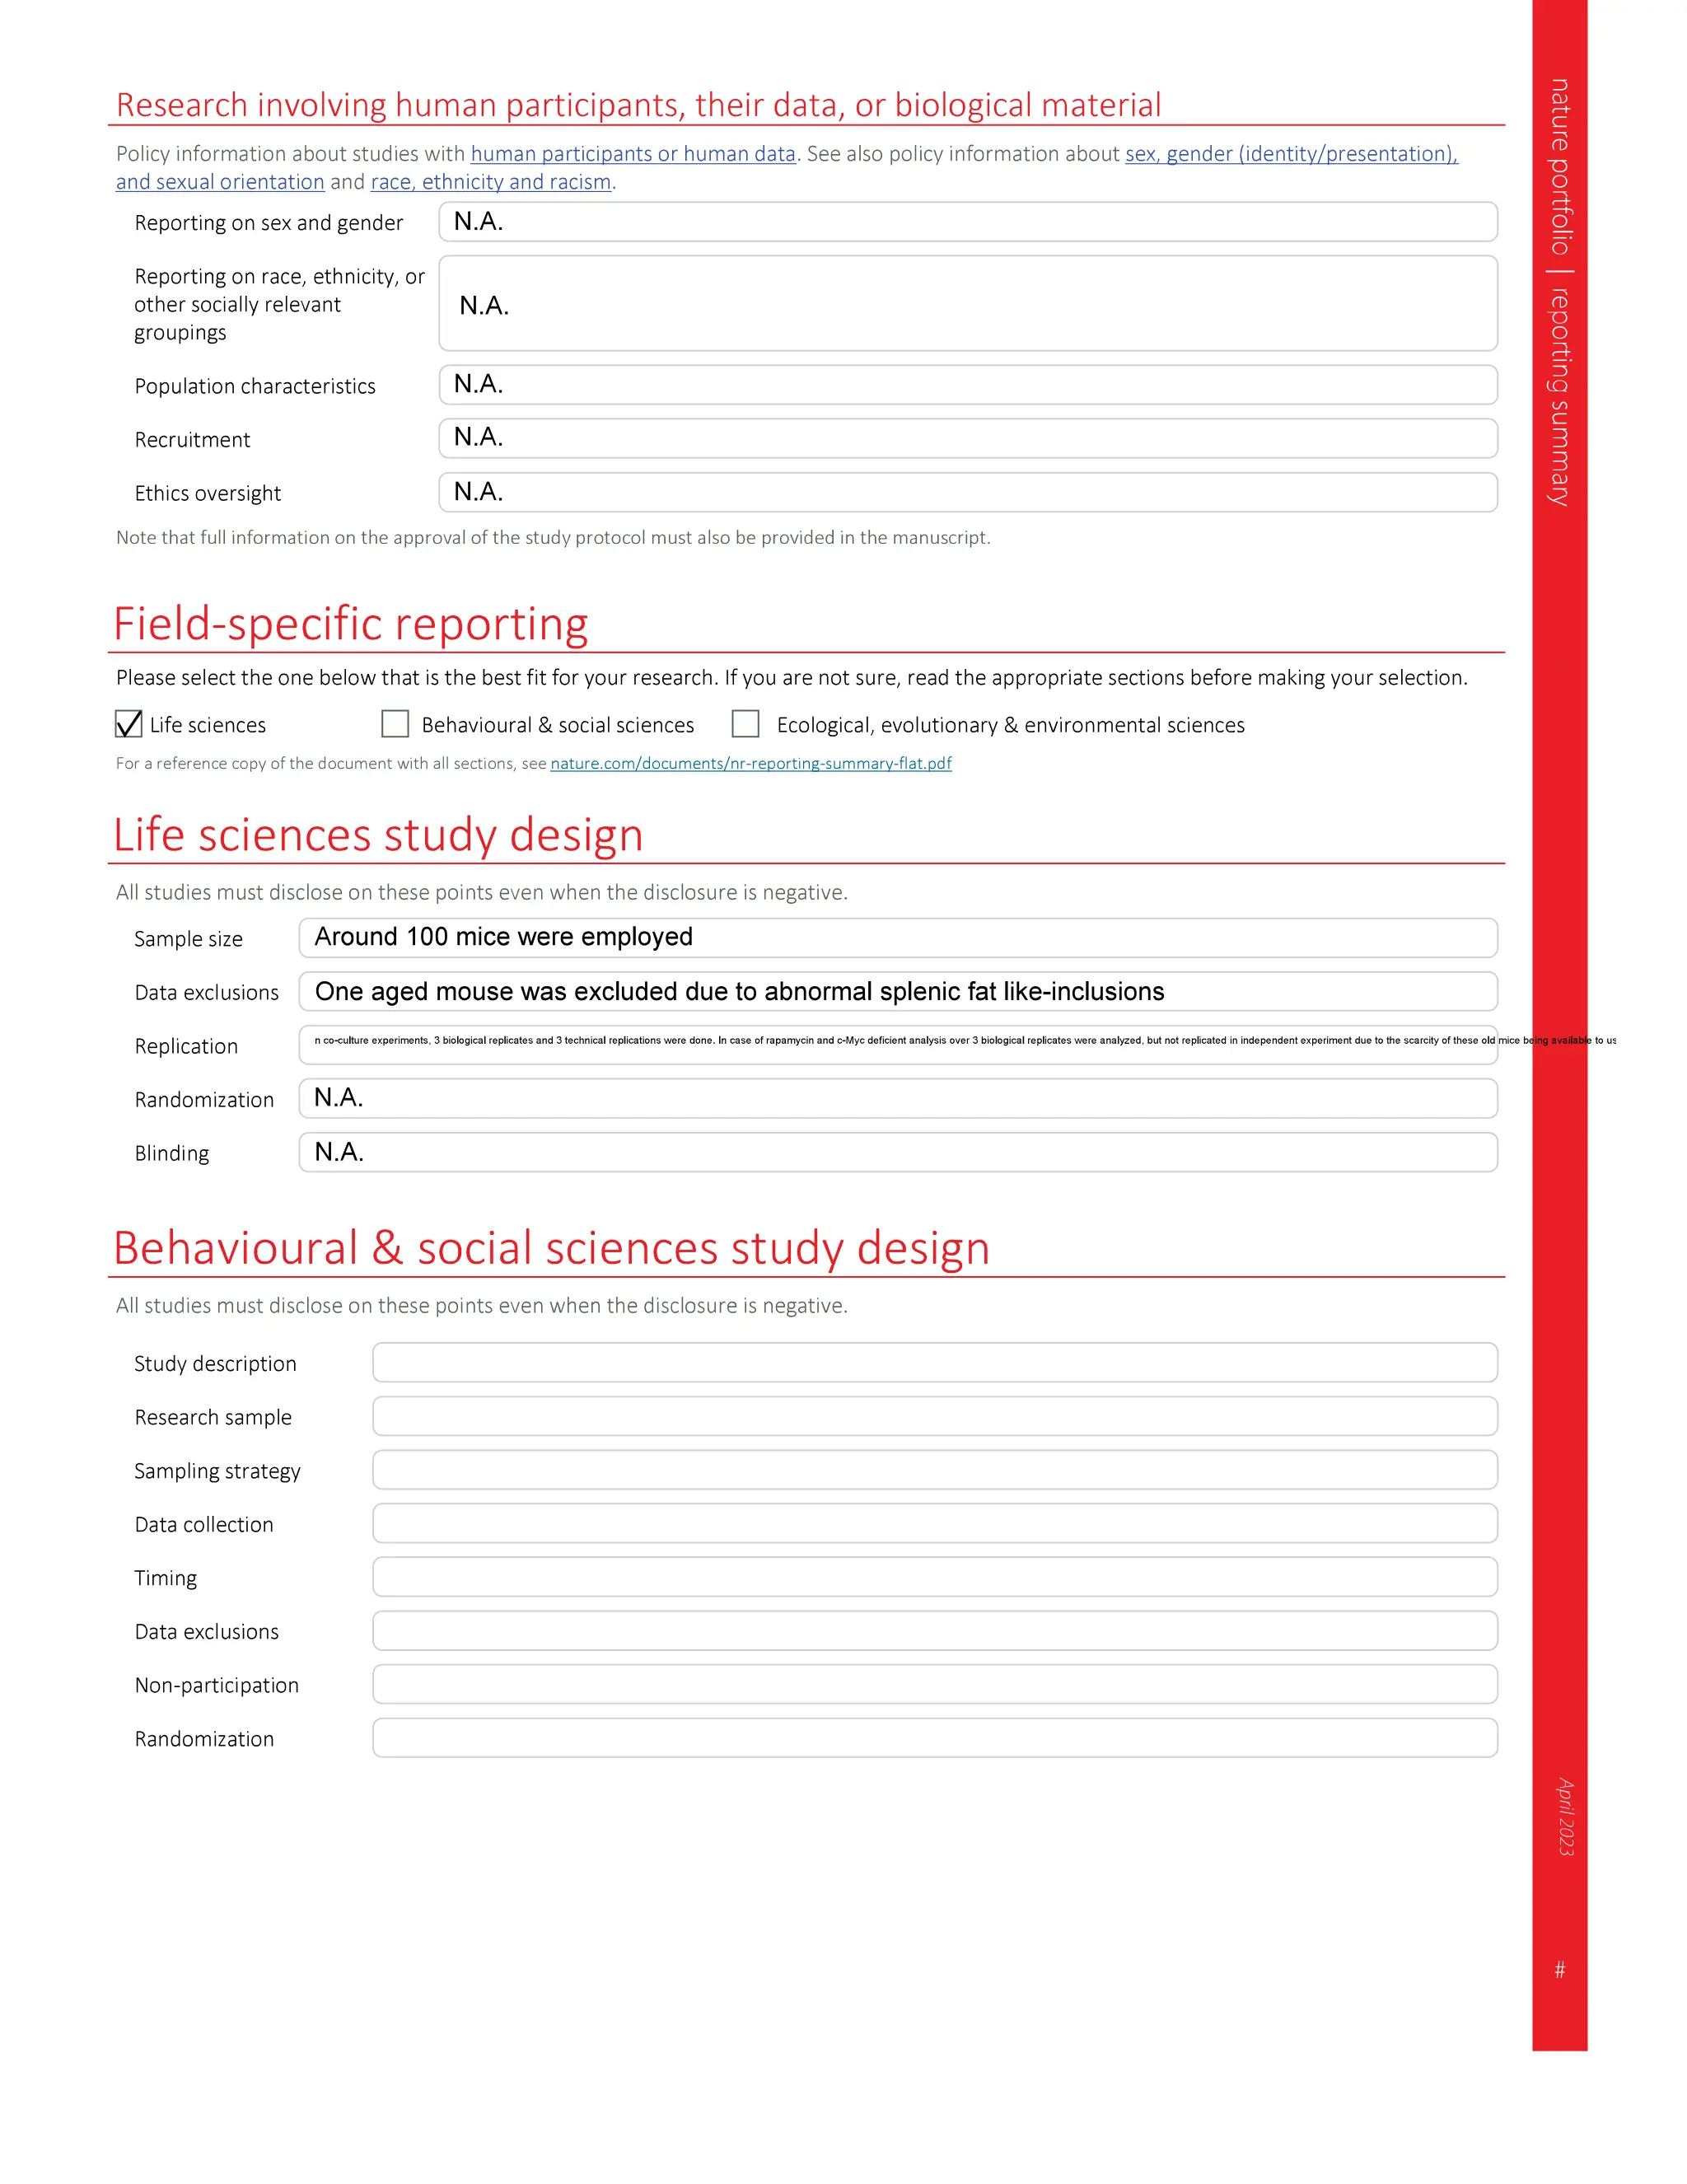 Research involving human participants, their data, or biological material
Policy information about studies with human participants or human data. See also policy information about sex, gender (identity/presentation),
and sexual orientation and race, ethnicity and racism.
Reporting on sex and gender
N.A.
Reporting on race, ethnicity, or
other socially relevant
groupings
N.A.
Population characteristics
N.A.
Recruitment
N.A.
Ethics oversight
N.A.
Note that full information on the approval of the study protocol must also be provided in the manuscript.
Field-specific reporting
Please select the one below that is the best fit for your research. If you are not sure, read the appropriate sections before making your selection.
Life sciences
Behavioural & social sciences
Ecological, evolutionary & environmental sciences
For a reference copy of the document with all sections, see nature.com/documents/nr-reporting-summary-flat.pdf
Life sciences study design
All studies must disclose on these points even when the disclosure is negative.
Sample size
Around 100 mice were employed
Data exclusions
One aged mouse was excluded due to abnormal splenic fat like-inclusions
Replication
n co-culture experiments, 3 biological replicates and 3 technical replications were done. In case of rapamycin and c-Myc deficient analysis over 3 biological replicates were analyzed, but not replicated in independent experiment due to the scarcity of these old mice being available to us
Randomization
N.A.
Blinding
N.A.
Behavioural & social sciences study design
All studies must disclose on these points even when the disclosure is negative.
Study description
Research sample
Sampling strategy
Data collection
Timing
Data exclusions
Non-participation
Randomization
nature portfolio | reporting summary
April 2023
#